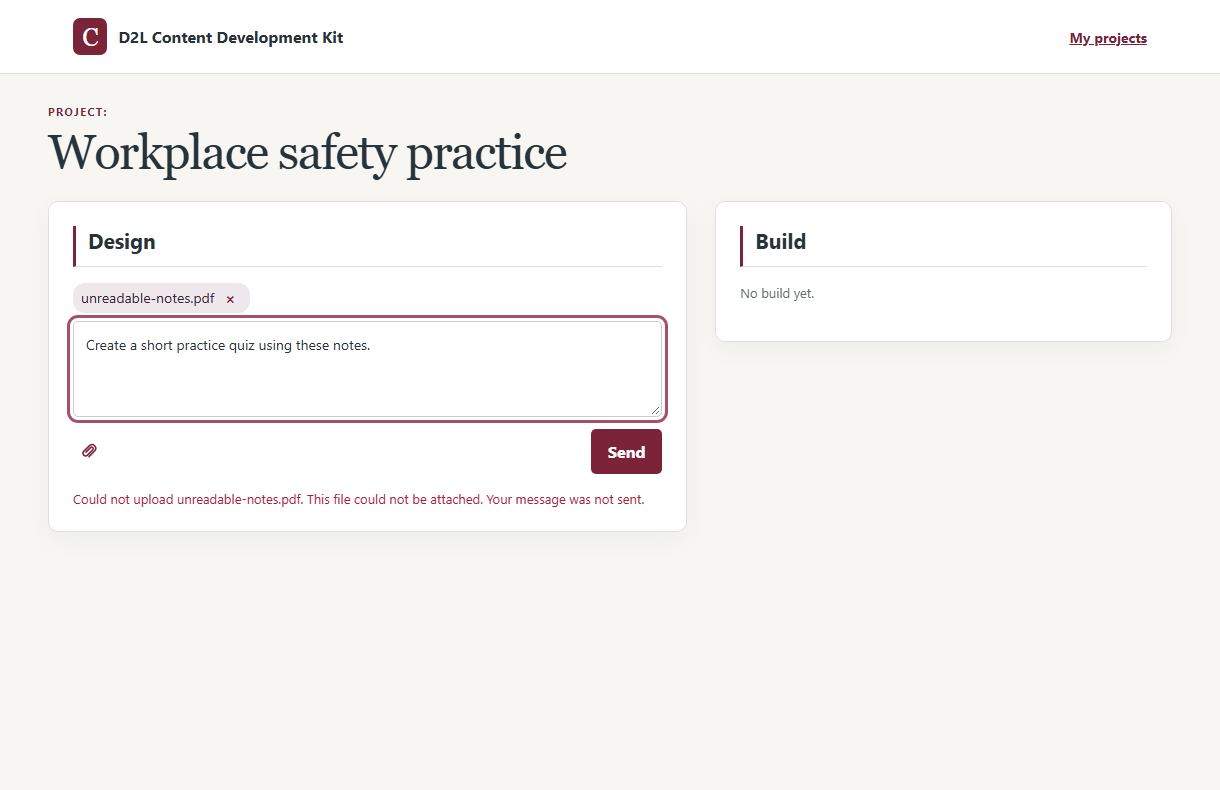 C D2L Content Development Kit
My projects
PROJECT:
Workplace safety practice
Design
unreadable-notes.pdf ×
Create a short practice quiz using these notes.
Send
Could not upload unreadable-notes.pdf. This file could not be attached. Your message was not sent.
Build
No build yet.